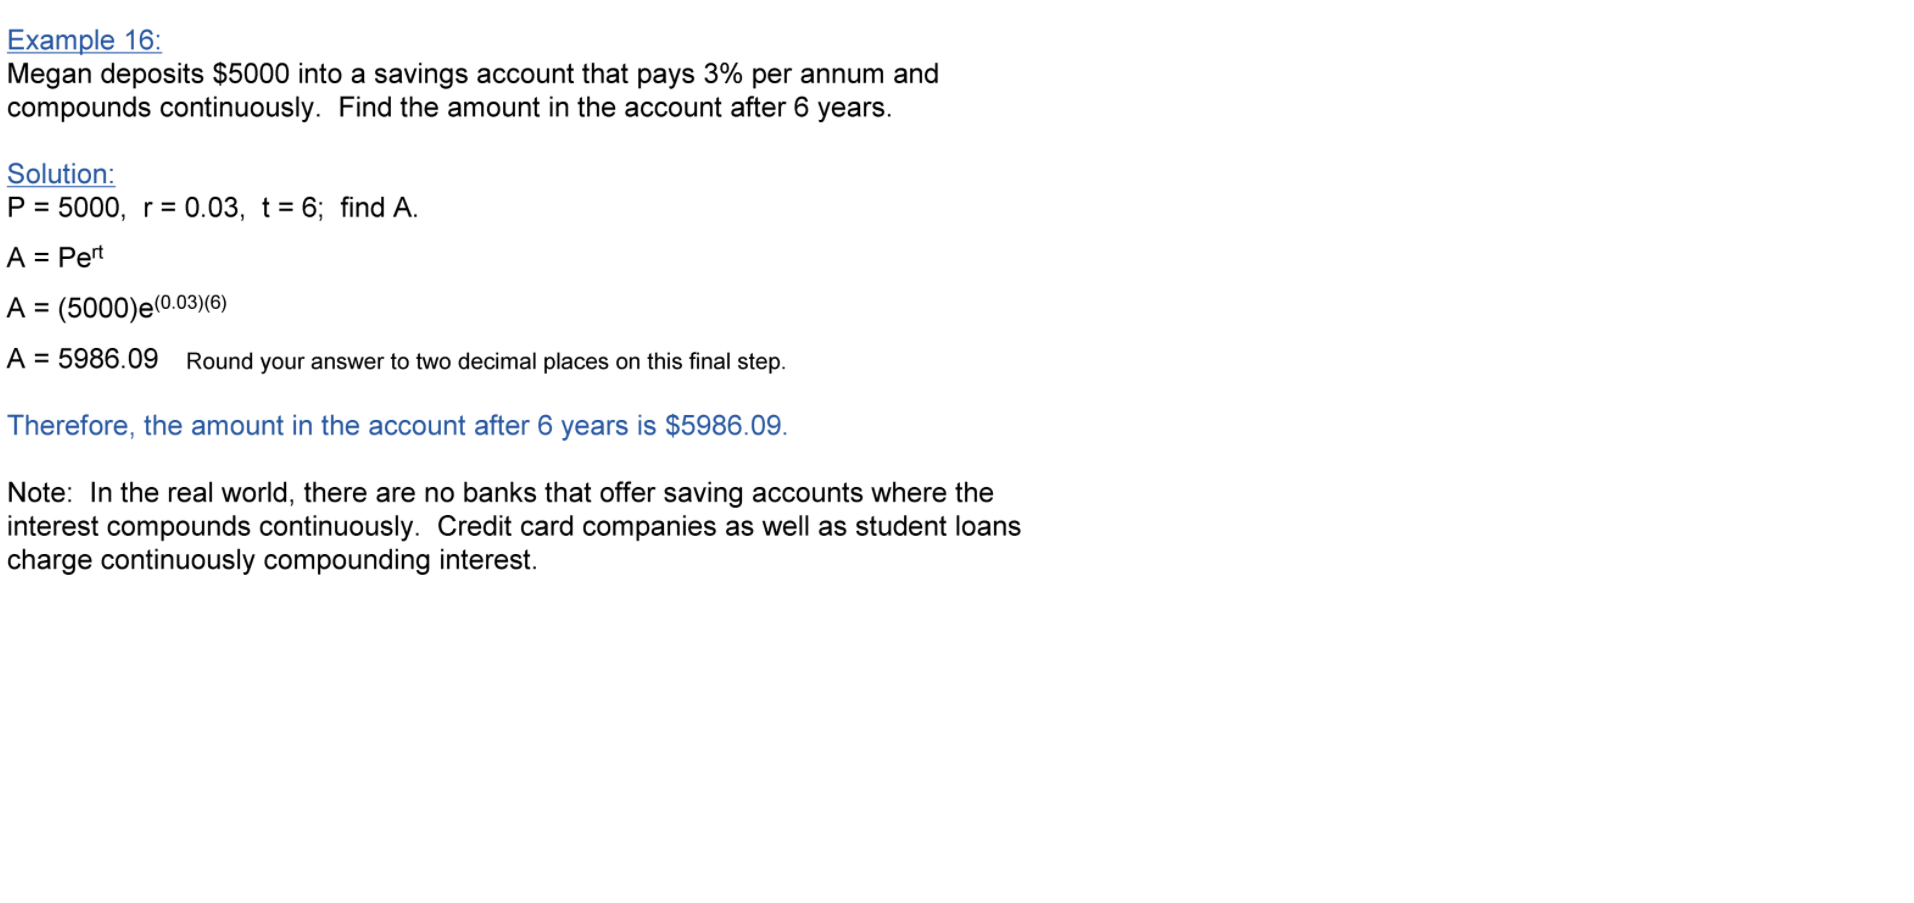 Example 16:
Megan deposits $5000 into a savings account that pays 3% per annum and
compounds continuously.  Find the amount in the account after 6 years.
Solution:
P = 5000,  r = 0.03,  t = 6;  find A.
A = Pe^rt
A = (5000)e^(0.03)(6)
A = 5986.09   Round your answer to two decimal places on this final step.
Therefore, the amount in the account after 6 years is $5986.09.
Note:  In the real world, there are no banks that offer saving accounts where the
interest compounds continuously.  Credit card companies as well as student loans
charge continuously compounding interest.